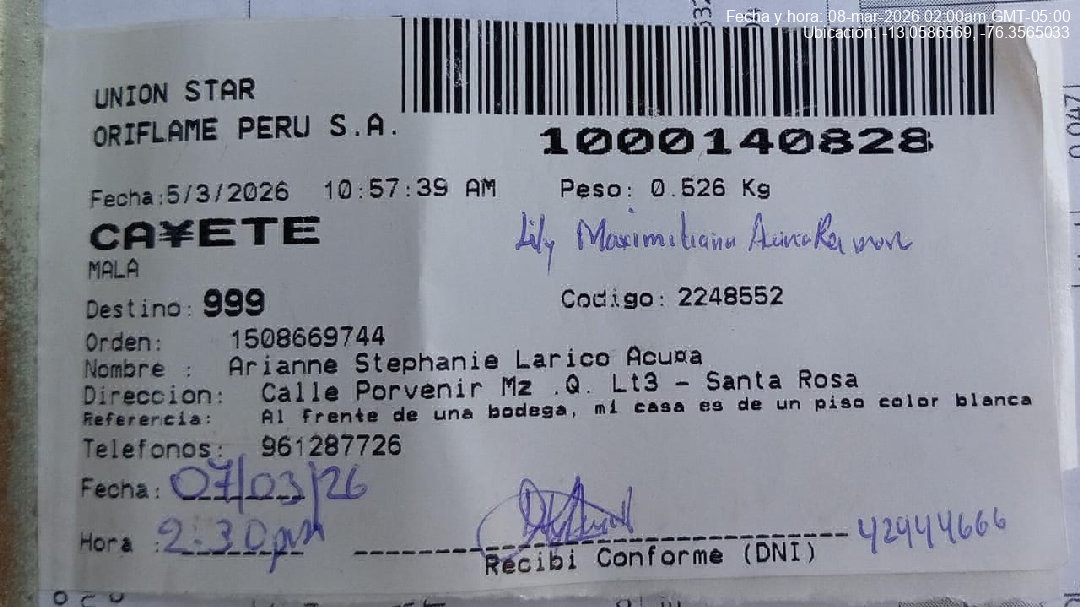 Fecha y hora: 08-mar-2026 02:00am GMT-05:00
Ubicación: -13.0586569, -76.3565033
UNION STAR
ORIFLAME PERU S.A.
1000140828
Fecha:5/3/2026 10:57:39 AM Peso: 0.526 Kg
CA¥ETE
Lily Maximiliana Ramon
MALA
Destino: 999 Codigo: 2248552
Orden: 1508669744
Nombre : Arianne Stephanie Larico Acuªa
Direccion: Calle Porvenir Mz .Q. Lt3 - Santa Rosa
Referencia: Al frente de una bodega, mi casa es de un piso color blanca
Telefonos: 961287726
Fecha: 07/03/26
Hora : 2:30pm
42944666
Recibi Conforme (DNI)